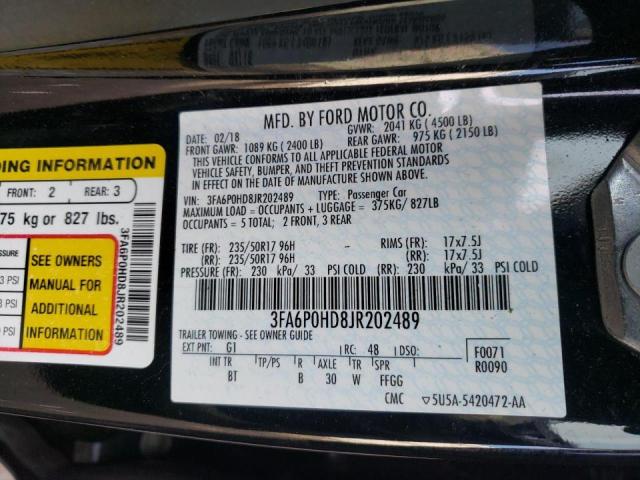 MFD. BY FORD MOTOR CO.
02/18 GVWR: 2041 KG ( 4500 LB)
FRONT GAWR: 1089 KG ( 2400 LB) REAR GAWR: 975 KG ( 2150 LB)
THIS VEHICLE CONFORMS TO ALL APPLICABLE FEDERAL MOTOR
VEHICLE SAFETY, BUMPER, AND THEFT PREVENTION STANDARDS
IN EFFECT ON THE DATE OF MANUFACTURE SHOWN ABOVE.
VIN: 3FA6P0HD8JR202489 TYPE: Passenger Car
MAXIMUM LOAD = OCCUPANTS + LUGGAGE = 375KG/ 827LB
OCCUPANTS = 5 TOTAL; 2 FRONT, 3 REAR
TIRE (FR): 235/50R17 96H - RIMS (FR): 17x7.5J
(RR): 235/50R17 96H (RR): 17x7.5J
PRESSURE (FR): 230 kPa/ 33 PSI COLD (RR): 230 kPa/ 33 PSI COLD
3FA6P0HD8JR202489
TRAILER TOWING - SEE OWNER GUIDE
EXT PNT: G1 RC: 48 DSO:
INT TR TP/PS R AXLE TR SPR
BT B 30 W FFGG
F0071
R0090
CMC ▽5U5A-5420472-AA
DING INFORMATION
FRONT: 2 REAR: 3
75 kg or 827 lbs.
PSI
PSI
SEE OWNERS
MANUAL FOR
ADDITIONAL
INFORMATION
3FA6P0HD8JR202489